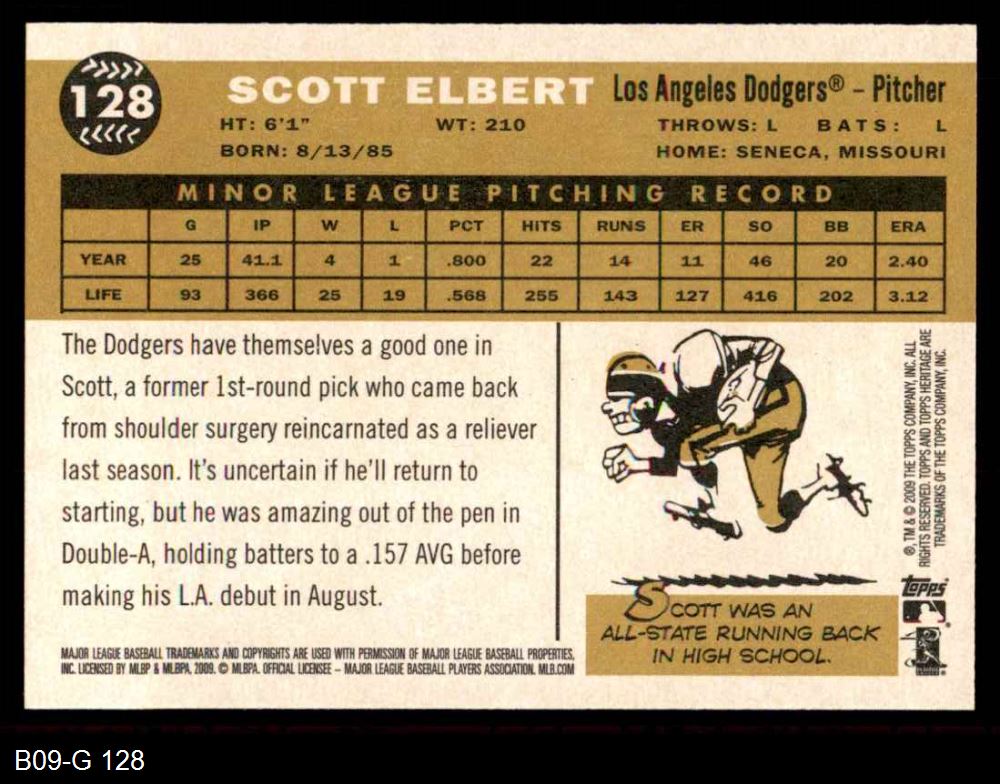 128
SCOTT ELBERT Los Angeles Dodgers® – Pitcher
HT: 6'1" WT: 210 THROWS: L BATS: L
BORN: 8/13/85 HOME: SENECA, MISSOURI
MINOR LEAGUE PITCHING RECORD
G IP W L PCT HITS RUNS ER SO BB ERA
YEAR 25 41.1 4 1 .800 22 14 11 46 20 2.40
LIFE 93 366 25 19 .568 255 143 127 416 202 3.12
The Dodgers have themselves a good one in
Scott, a former 1st-round pick who came back
from shoulder surgery reincarnated as a reliever
last season. It's uncertain if he'll return to
starting, but he was amazing out of the pen in
Double-A, holding batters to a .157 AVG before
making his L.A. debut in August.
MAJOR LEAGUE BASEBALL TRADEMARKS AND COPYRIGHTS ARE USED WITH PERMISSION OF MAJOR LEAGUE BASEBALL PROPERTIES,
INC. LICENSED BY MLBP & MLBPA, 2009. © MLBPA. OFFICIAL LICENSEE – MAJOR LEAGUE BASEBALL PLAYERS ASSOCIATION. MLB.COM
SCOTT WAS AN
ALL-STATE RUNNING BACK
IN HIGH SCHOOL.
®, TM & © 2009 THE TOPPS COMPANY, INC. ALL
RIGHTS RESERVED. TOPPS AND TOPPS HERITAGE ARE
TRADEMARKS OF THE TOPPS COMPANY, INC.
topps
B09-G 128